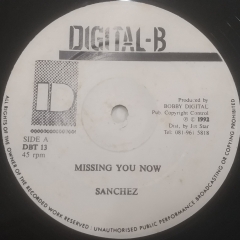 DIGITAL-B
Produced by
BOBBY DIGITAL
Pub. Copyright Control
℗ © 1992
Dist. by 1st Star
Tel: 081-961 5818
SIDE A
DBT 13
45 rpm
MISSING YOU NOW
SANCHEZ
ALL RIGHTS OF THE OWNER OF THE RECORDED WORK RESERVED · UNAUTHORISED PUBLIC PERFORMANCE BROADCASTING OR COPYING PROHIBITED